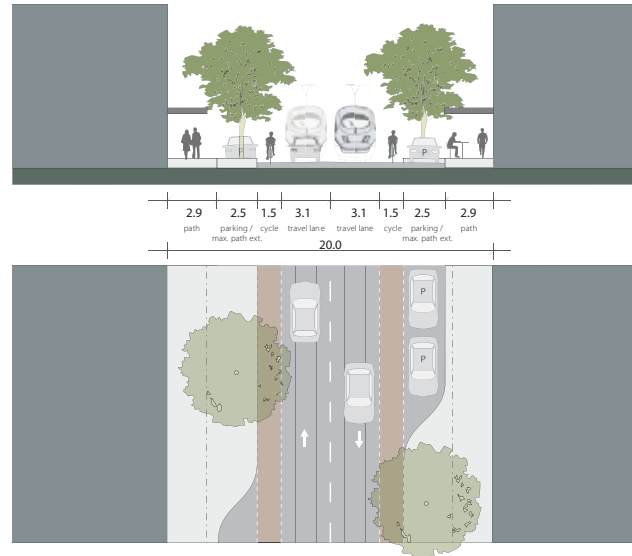 P
P
2.9 2.5 1.5 3.1 3.1 1.5 2.5 2.9
path parking / cycle travel lane travel lane cycle parking / path
max. path ext. max. path ext.
20.0
P
P